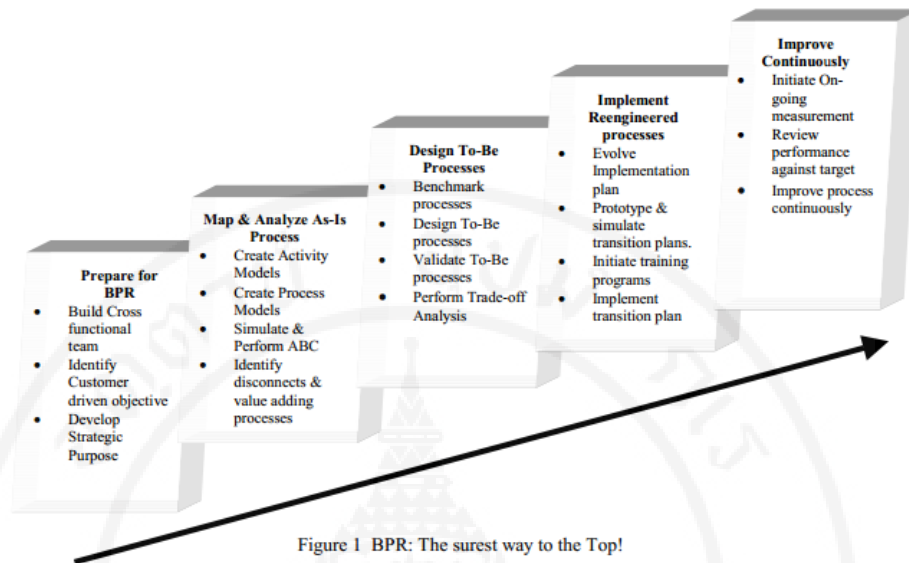 Prepare for
BPR
• Build Cross
functional
team
• Identify
Customer
driven objective
• Develop
Strategic
Purpose
Map & Analyze As-Is
Process
• Create Activity
Models
• Create Process
Models
• Simulate &
Perform ABC
• Identify
disconnects &
value adding
processes
Design To-Be
Processes
• Benchmark
processes
• Design To-Be
processes
• Validate To-Be
processes
• Perform Trade-off
Analysis
Implement
Reengineered
processes
• Evolve
Implementation
plan
• Prototype &
simulate
transition plans.
• Initiate training
programs
• Implement
transition plan
Improve
Continuously
• Initiate On-
going
measurement
• Review
performance
against target
• Improve process
continuously
Figure 1 BPR: The surest way to the Top!